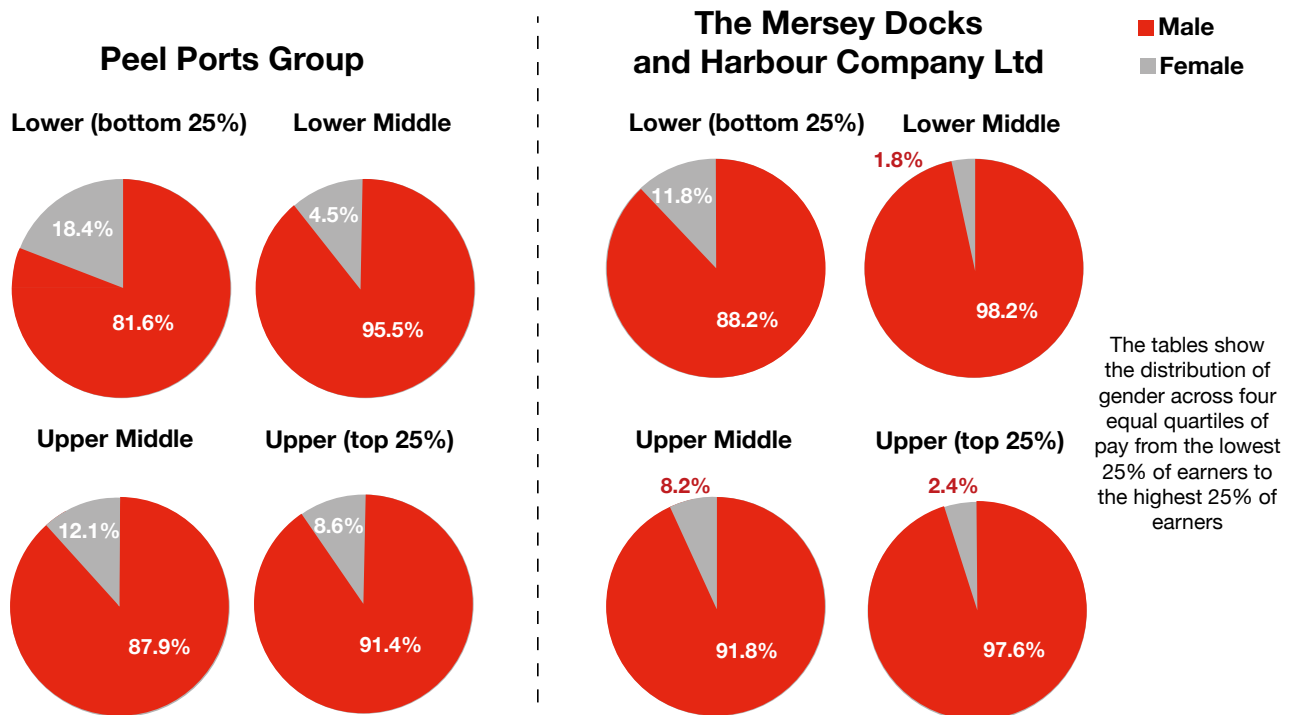 Peel Ports Group
Lower (bottom 25%)
Lower Middle
18.4%
81.6%
4.5%
95.5%
Upper Middle
Upper (top 25%)
12.1%
87.9%
8.6%
91.4%
The Mersey Docks
and Harbour Company Ltd
Lower (bottom 25%)
Lower Middle
11.8%
88.2%
1.8%
98.2%
Upper Middle
Upper (top 25%)
8.2%
91.8%
2.4%
97.6%
Male
Female
The tables show
the distribution of
gender across four
equal quartiles of
pay from the lowest
25% of earners to
the highest 25% of
earners